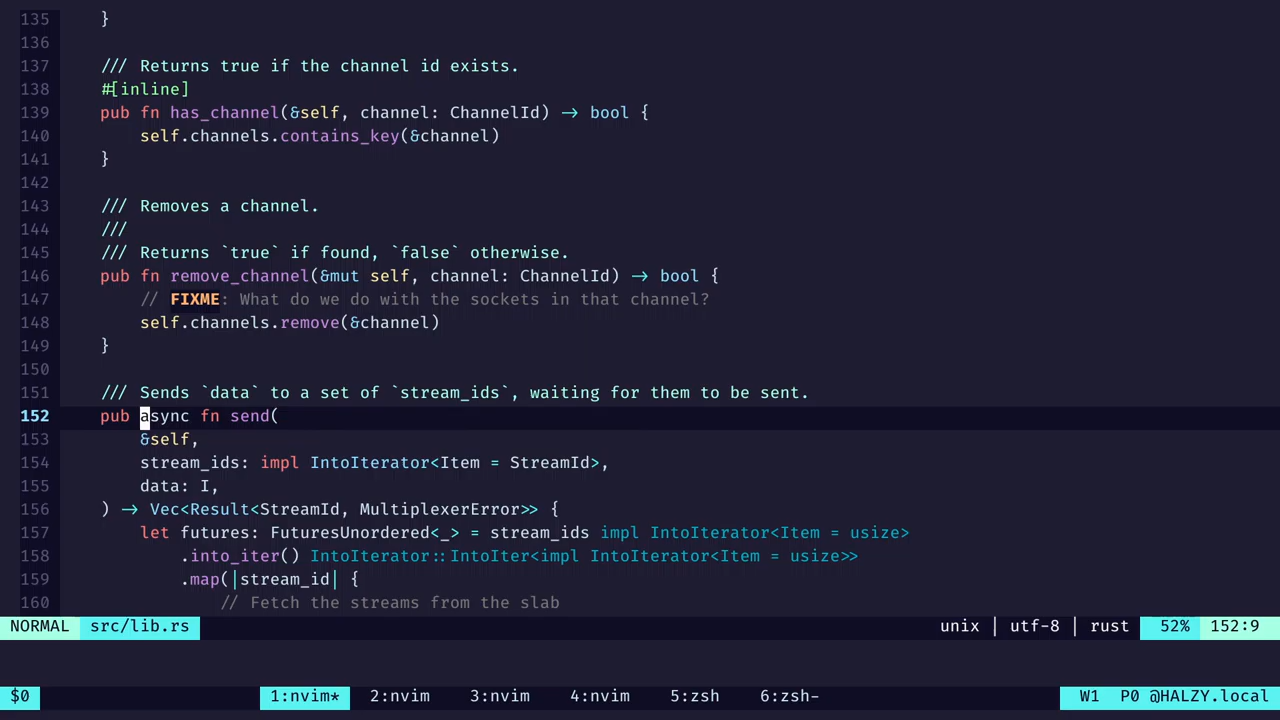 135     }
136
137     /// Returns true if the channel id exists.
138     #[inline]
139     pub fn has_channel(&self, channel: ChannelId) -> bool {
140         self.channels.contains_key(&channel)
141     }
142
143     /// Removes a channel.
144     ///
145     /// Returns `true` if found, `false` otherwise.
146     pub fn remove_channel(&mut self, channel: ChannelId) -> bool {
147         // FIXME: What do we do with the sockets in that channel?
148         self.channels.remove(&channel)
149     }
150
151     /// Sends `data` to a set of `stream_ids`, waiting for them to be sent.
152     pub async fn send(
153         &self,
154         stream_ids: impl IntoIterator<Item = StreamId>,
155         data: I,
156     ) -> Vec<Result<StreamId, MultiplexerError>> {
157         let futures: FuturesUnordered<_> = stream_ids impl IntoIterator<Item = usize>
158             .into_iter() IntoIterator::IntoIter<impl IntoIterator<Item = usize>>
159             .map(|stream_id| {
160                 // Fetch the streams from the slab
NORMAL src/lib.rs unix | utf-8 | rust 52% 152:9
$0 1:nvim* 2:nvim 3:nvim 4:nvim 5:zsh 6:zsh- W1 P0 @HALZY.local